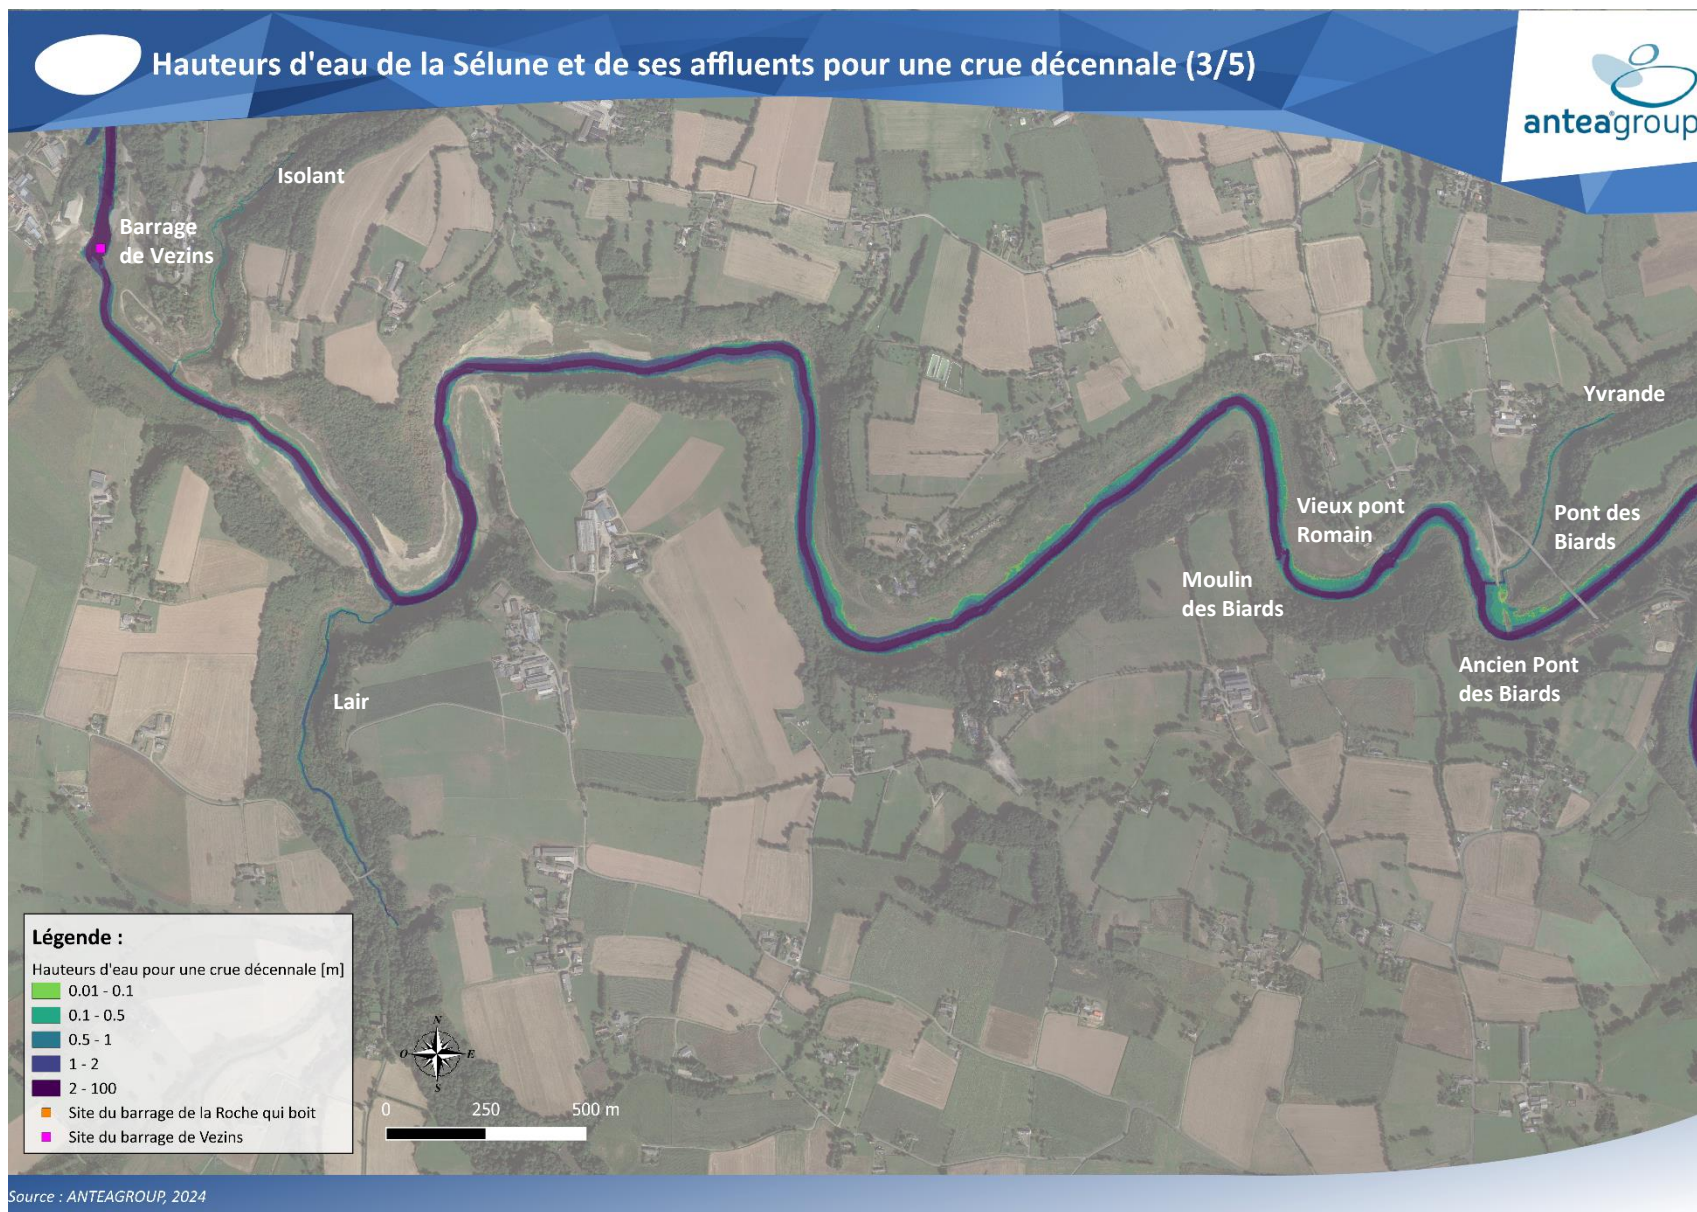 Hauteurs d'eau de la Sélune et de ses affluents pour une crue décennale (3/5)
anteagroup
Isolant
Barrage
de Vezins
Yvrande
Vieux pont
Romain
Pont des
Biards
Moulin
des Biards
Ancien Pont
des Biards
Lair
Légende :
Hauteurs d'eau pour une crue décennale [m]
0.01 - 0.1
0.1 - 0.5
0.5 - 1
1 - 2
2 - 100
Site du barrage de la Roche qui boit
Site du barrage de Vezins
N
O E
S
0 250 500 m
Source : ANTEAGROUP, 2024